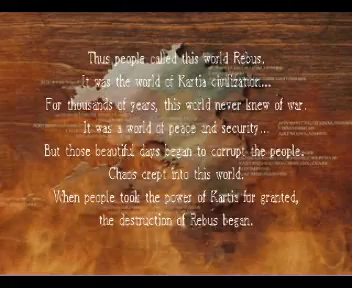 Thus people called this world Rebus.
It was the world of Kartia civilization...
For thousands of years, this world never knew of war.
It was a world of peace and security...
But those beautiful days began to corrupt the people.
Chaos crept into this world.
When people took the power of Kartia for granted,
the destruction of Rebus began.